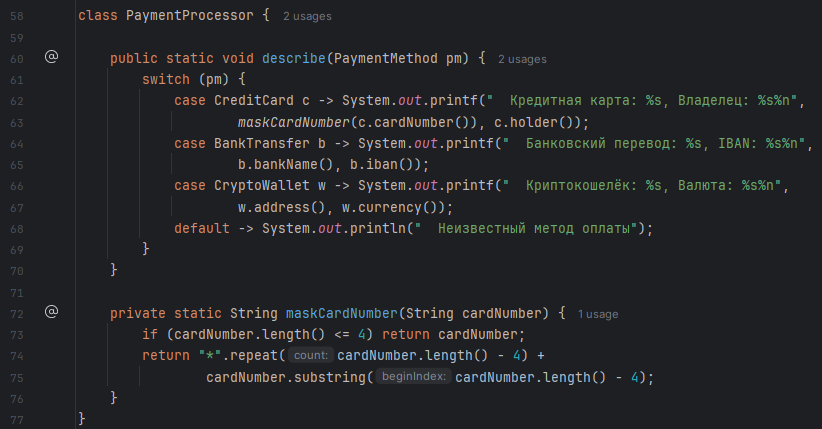 58 class PaymentProcessor { 2 usages
59
60 @ public static void describe(PaymentMethod pm) { 2 usages
61 switch (pm) {
62 case CreditCard c -> System.out.printf("  Кредитная карта: %s, Владелец: %s%n",
63 maskCardNumber(c.cardNumber()), c.holder());
64 case BankTransfer b -> System.out.printf("  Банковский перевод: %s, IBAN: %s%n",
65 b.bankName(), b.iban());
66 case CryptoWallet w -> System.out.printf("  Криптокошелёк: %s, Валюта: %s%n",
67 w.address(), w.currency());
68 default -> System.out.println("  Неизвестный метод оплаты");
69 }
70 }
71
72 @ private static String maskCardNumber(String cardNumber) { 1 usage
73 if (cardNumber.length() <= 4) return cardNumber;
74 return "*".repeat( count: cardNumber.length() - 4) +
75 cardNumber.substring( beginIndex: cardNumber.length() - 4);
76 }
77 }